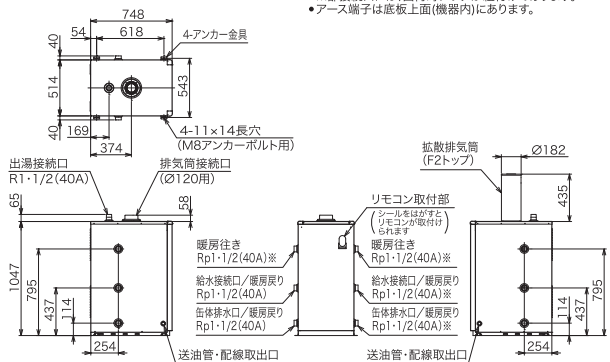 •アース端子は底板上面(機器内)にあります。
748
54
618
4-アンカー金具
40
514
40
543
169
374
4-11×14長穴
(M8アンカーボルト用)
出湯接続口
R1・1/2(40A)
排気筒接続口
(Ø120用)
65
58
1047
795
437
114
254
送油管・配線取出口
リモコン取付部
(シールをはがすと
リモコンが取付け
られます)
暖房往き
Rp1・1/2(40A)※
給水接続口/暖房戻り
Rp1・1/2(40A)
缶体排水口/暖房戻り
Rp1・1/2(40A)
暖房往き
Rp1・1/2(40A)※
給水接続口/暖房戻り
Rp1・1/2(40A)※
缶体排水口/暖房戻り
Rp1・1/2(40A)※
拡散排気筒
(F2トップ)
Ø182
435
795
437
114
254
送油管・配線取出口